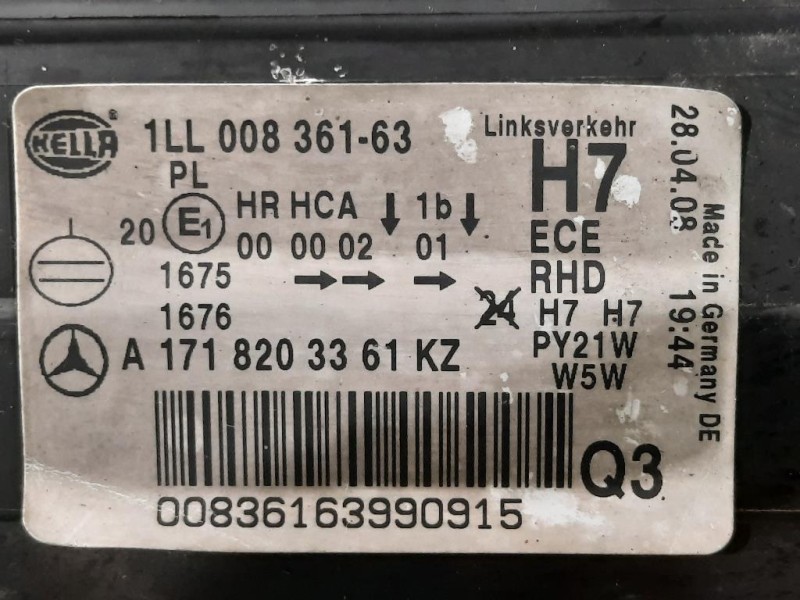 HELLA ®
1LL 008 361-63
Linksverkehr
PL
H7
20 E1 HR HCA ↓ 1b ↓
00 00 02 01
ECE
1675 → → →
RHD
1676
24 H7 H7
A 171 820 33 61 KZ
PY21W
W5W
Q3
00836163990915
28.04.08 19:44
Made in Germany DE